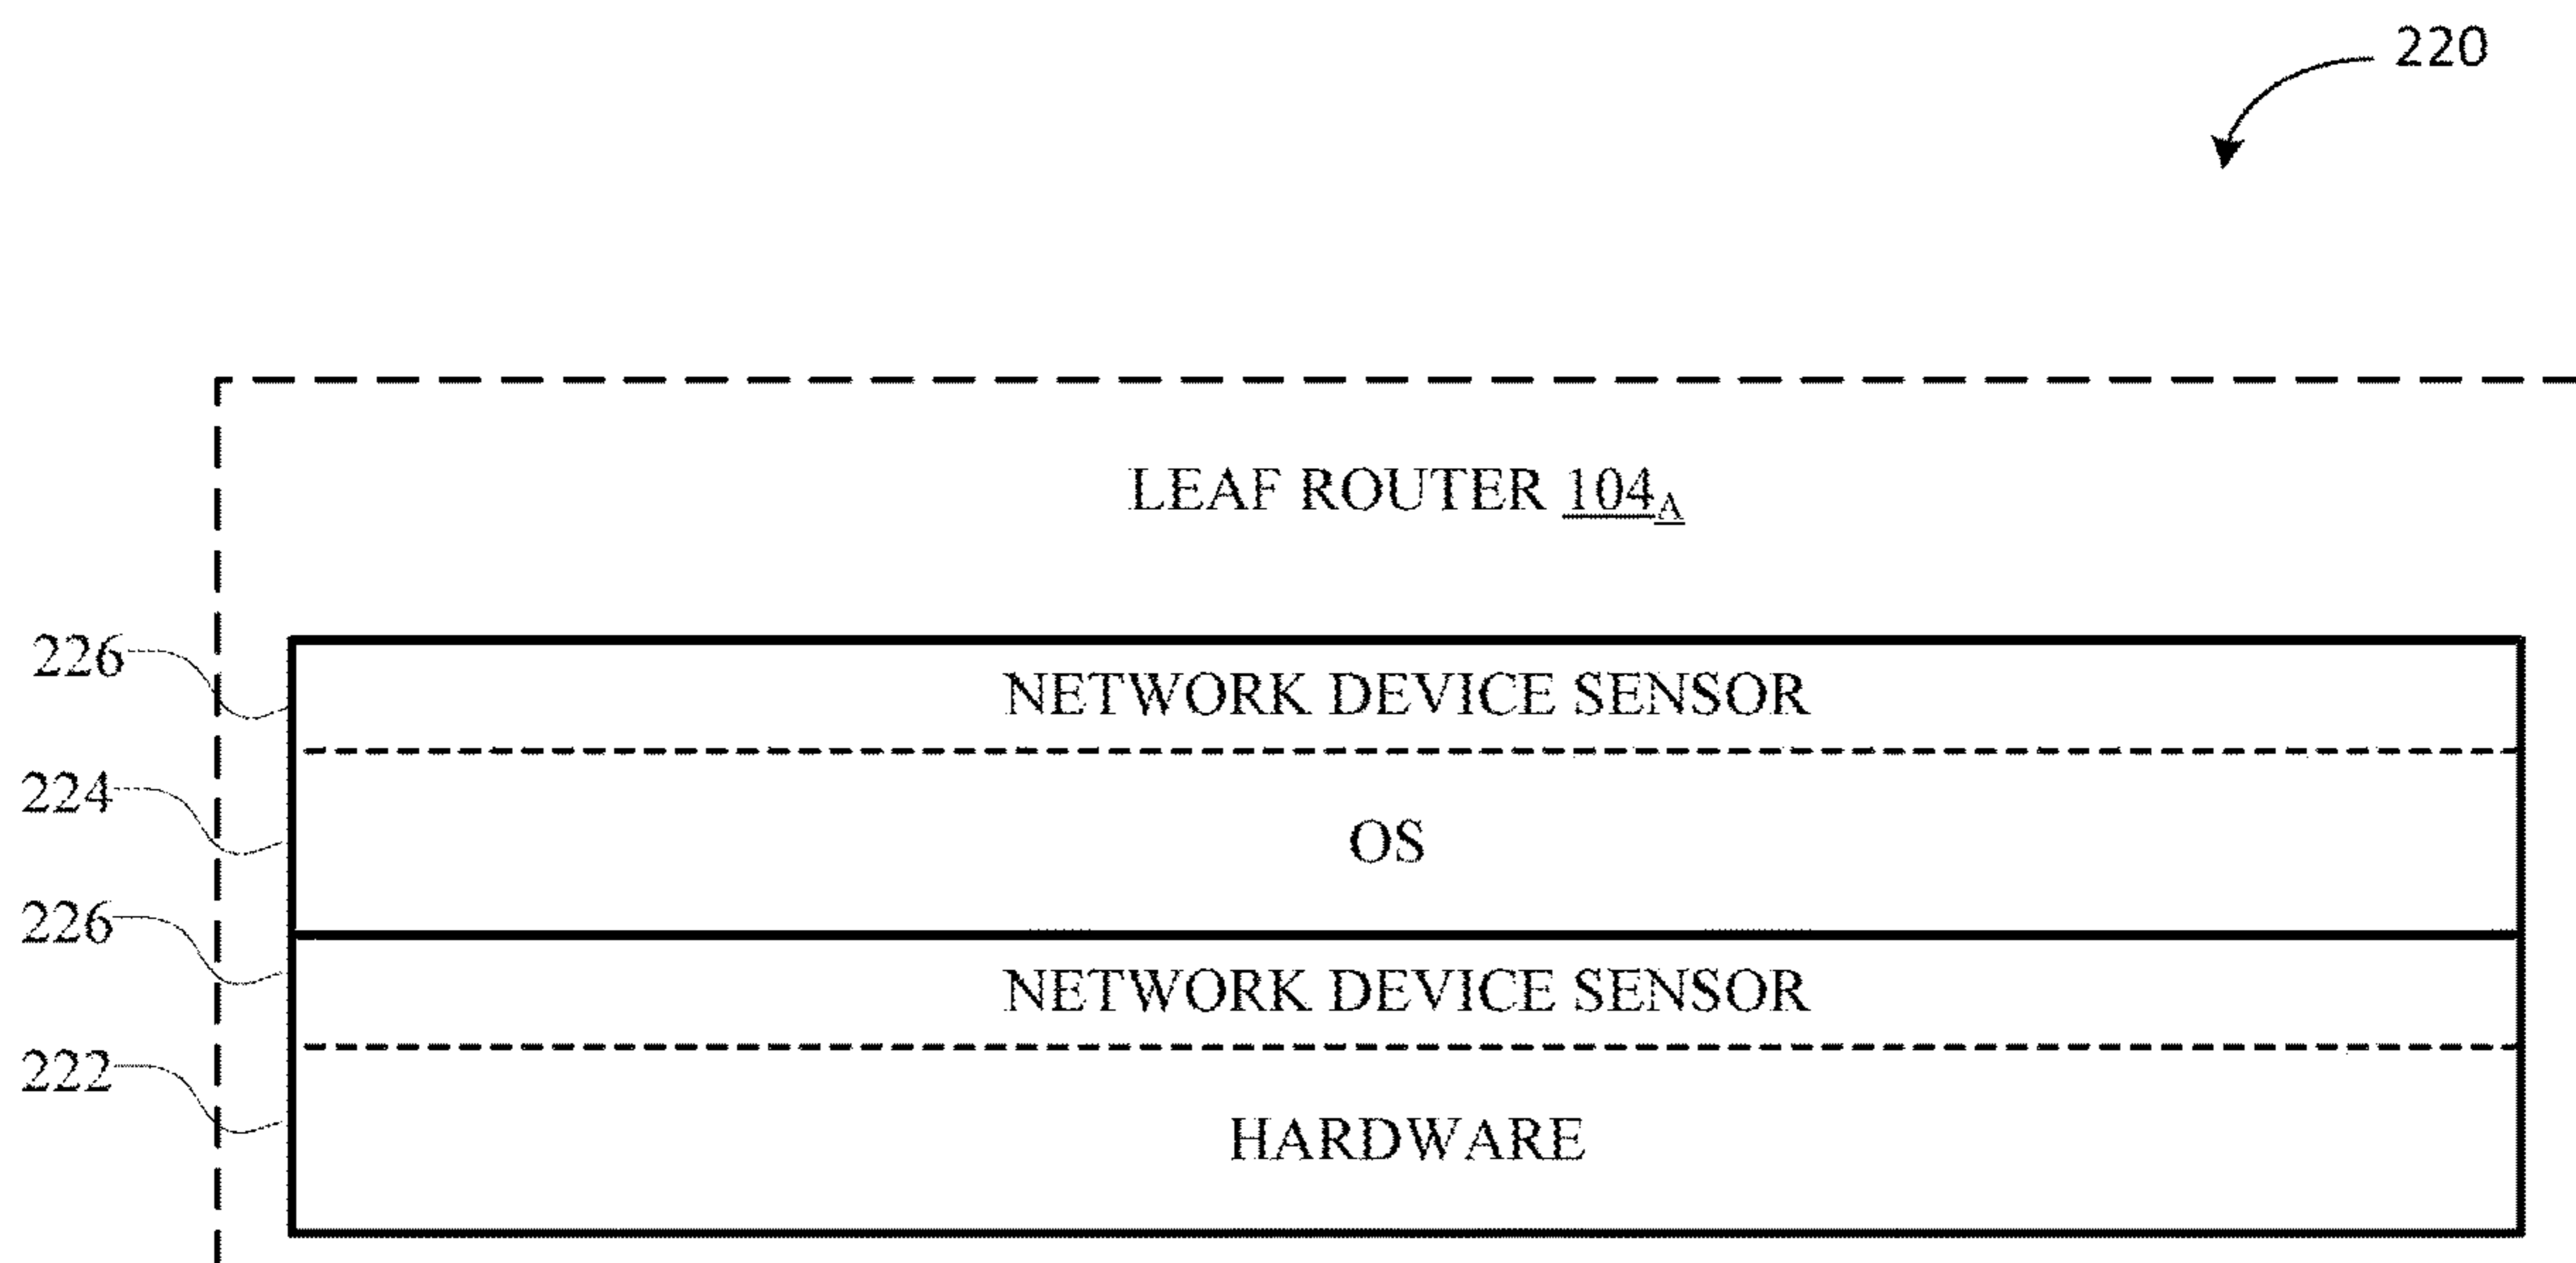 220
LEAF ROUTER 104A
226
NETWORK DEVICE SENSOR
224
OS
226
NETWORK DEVICE SENSOR
222
HARDWARE